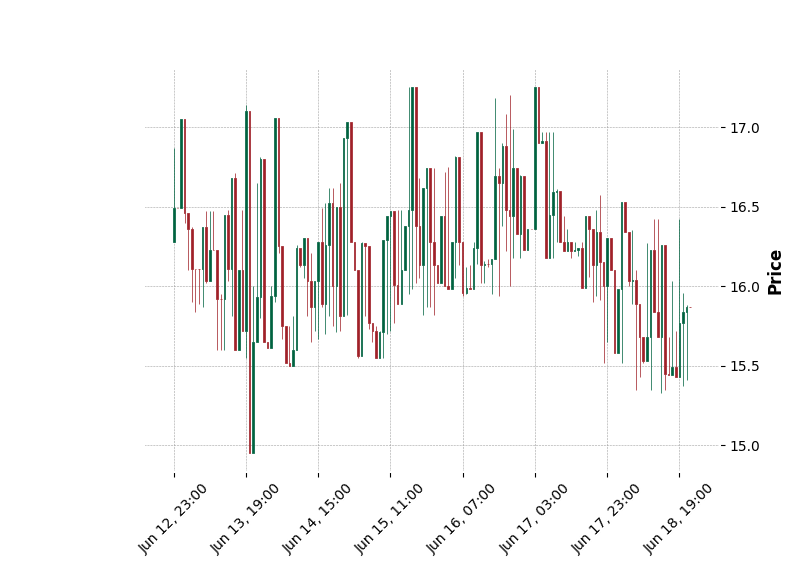 17.0
16.5
16.0
15.5
15.0
Price
Jun 12, 23:00
Jun 13, 19:00
Jun 14, 15:00
Jun 15, 11:00
Jun 16, 07:00
Jun 17, 03:00
Jun 17, 23:00
Jun 18, 19:00